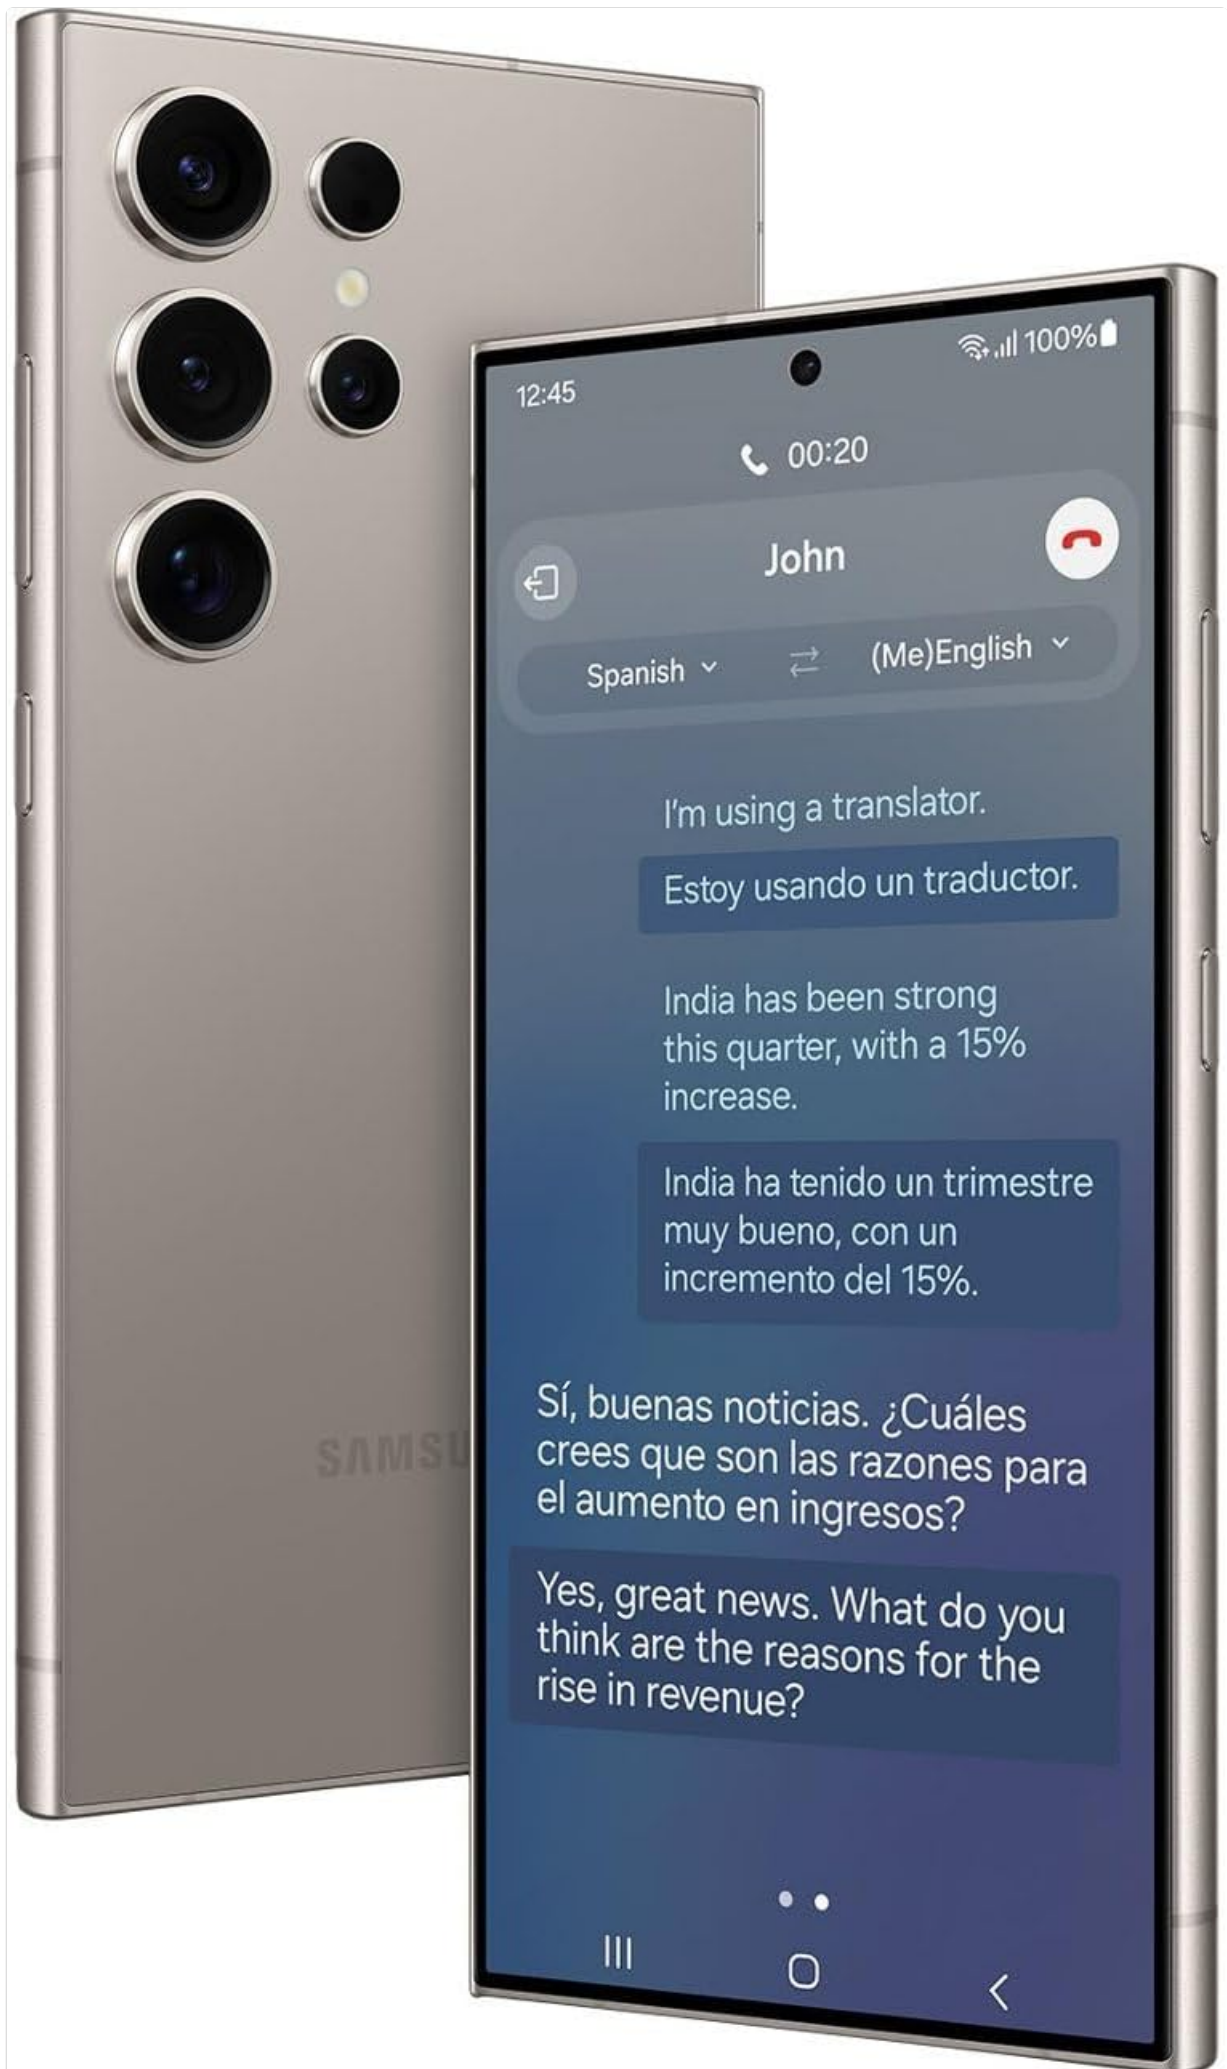 12:45
100%
00:20
John
Spanish
(Me)English
I'm using a translator.
Estoy usando un traductor.
India has been strong
this quarter, with a 15%
increase.
India ha tenido un trimestre
muy bueno, con un
incremento del 15%.
Sí, buenas noticias. ¿Cuáles
crees que son las razones para
el aumento en ingresos?
Yes, great news. What do you
think are the reasons for the
rise in revenue?
SAMSU